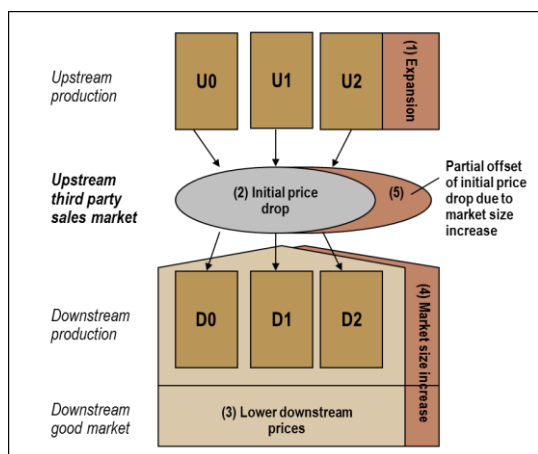 Upstream
production
U0
U1
U2
(1) Expansion
Upstream
third party
sales market
(2) Initial price
drop
(5)
Partial offset
of initial price
drop due to
market size
increase
Downstream
production
D0
D1
D2
(4) Market size increase
Downstream
good market
(3) Lower downstream
prices